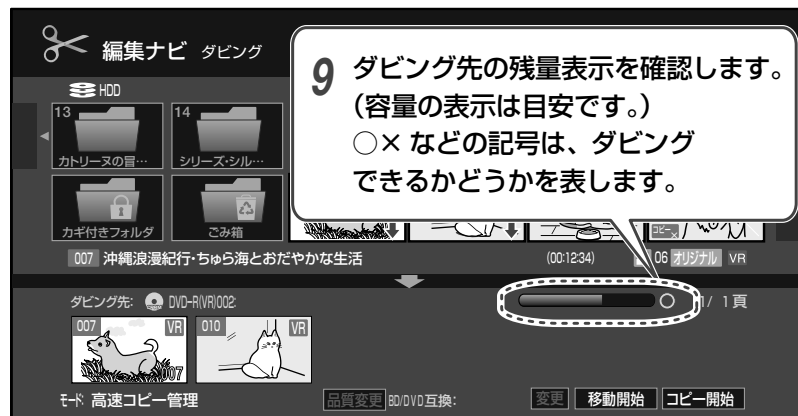 編集ナビ ダビング
9 ダビング先の残量表示を確認します。
(容量の表示は目安です。)
○× などの記号は、ダビング
できるかどうかを表します。
HDD
13
14
カトリーヌの冒…
シリーズ・シル…
カギ付きフォルダ
ごみ箱
コピー×
007 沖縄浪漫紀行・ちゅら海とおだやかな生活
(00:12:34)
06 オリジナル VR
ダビング先: DVD-R(VR)002:
○ 1/ 1頁
007 VR
010 VR
007
モード 高速コピー管理
品質変更 BD/DVD互換:
変更 移動開始 コピー開始